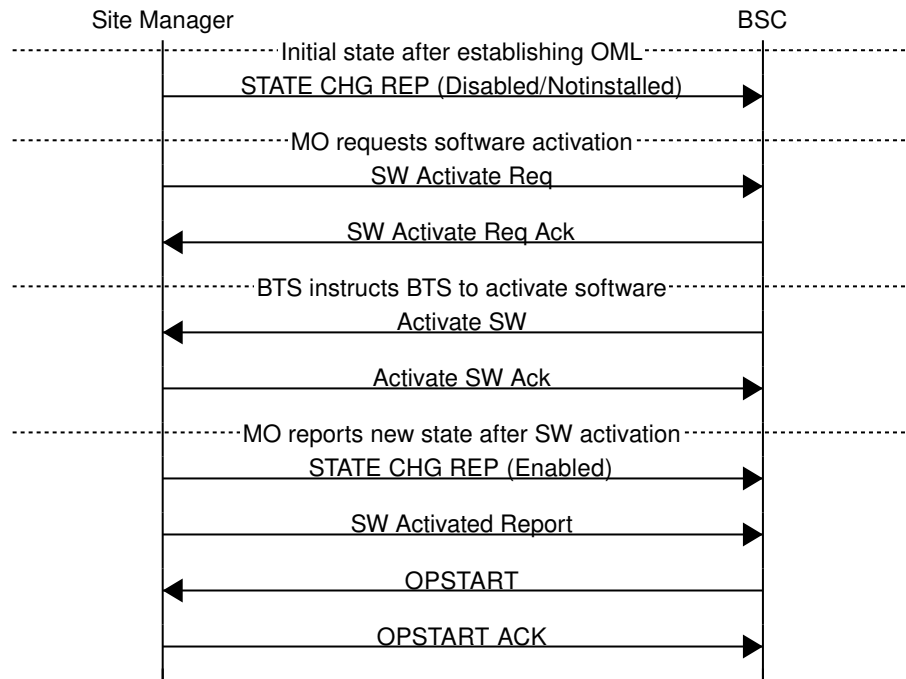 Site Manager BSC
Initial state after establishing OML
STATE CHG REP (Disabled/Notinstalled)
MO requests software activation
SW Activate Req
SW Activate Req Ack
BTS instructs BTS to activate software
Activate SW
Activate SW Ack
MO reports new state after SW activation
STATE CHG REP (Enabled)
SW Activated Report
OPSTART
OPSTART ACK